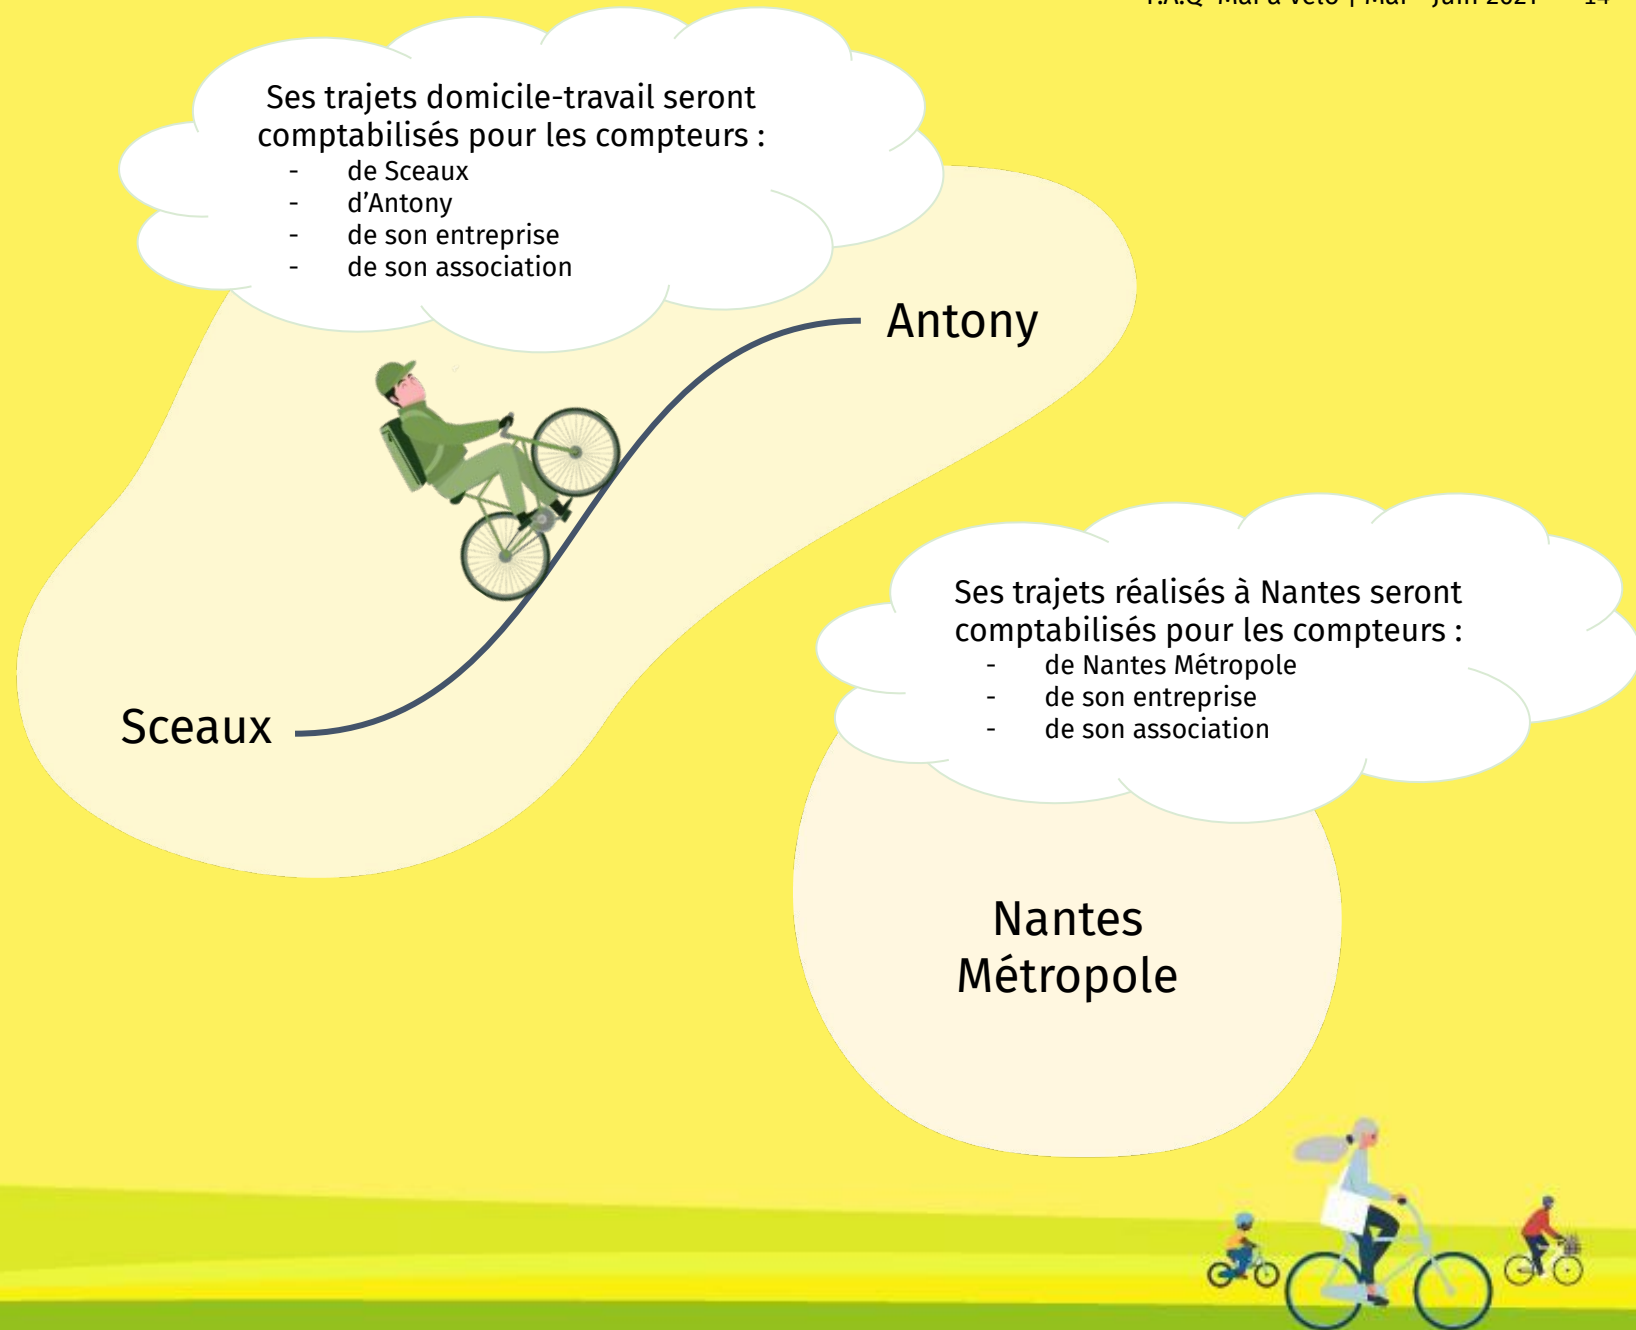 Ses trajets domicile-travail seront
comptabilisés pour les compteurs :
- de Sceaux
- d’Antony
- de son entreprise
- de son association
Antony
Sceaux
Ses trajets réalisés à Nantes seront
comptabilisés pour les compteurs :
- de Nantes Métropole
- de son entreprise
- de son association
Nantes
Métropole